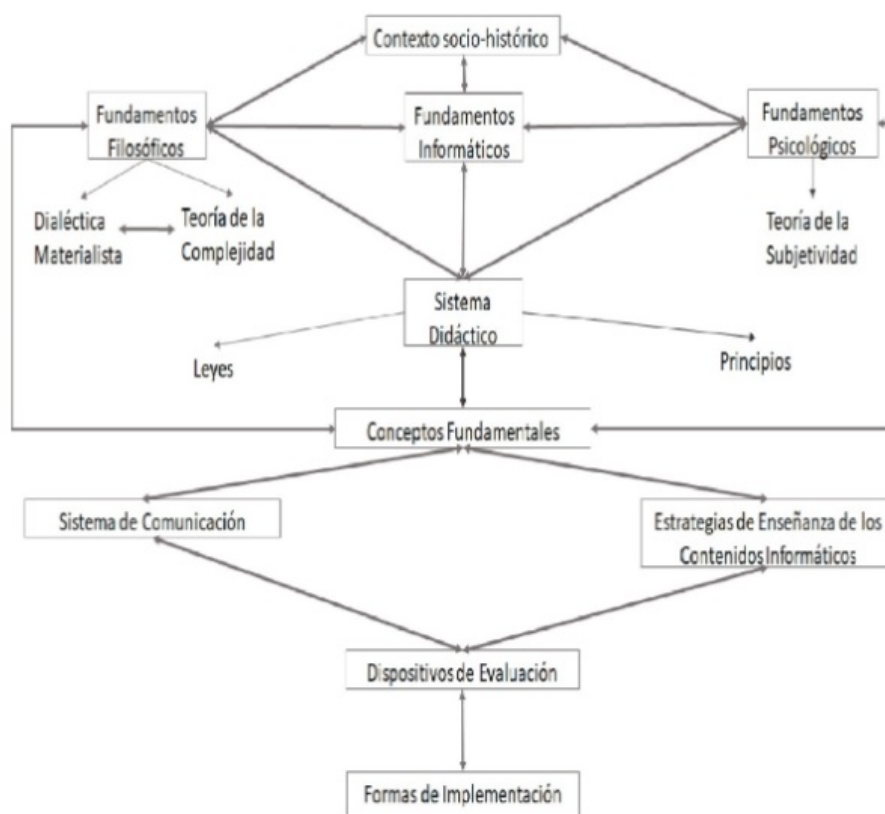 Contexto socio-histórico
Fundamentos
Filosóficos
Fundamentos
Informáticos
Fundamentos
Psicológicos
Dialéctica
Materialista
Teoría de la
Complejidad
Teoría de la
Subjetividad
Sistema
Didáctico
Leyes
Principios
Conceptos Fundamentales
Sistema de Comunicación
Estrategias de Enseñanza de los
Contenidos Informáticos
Dispositivos de Evaluación
Formas de Implementación